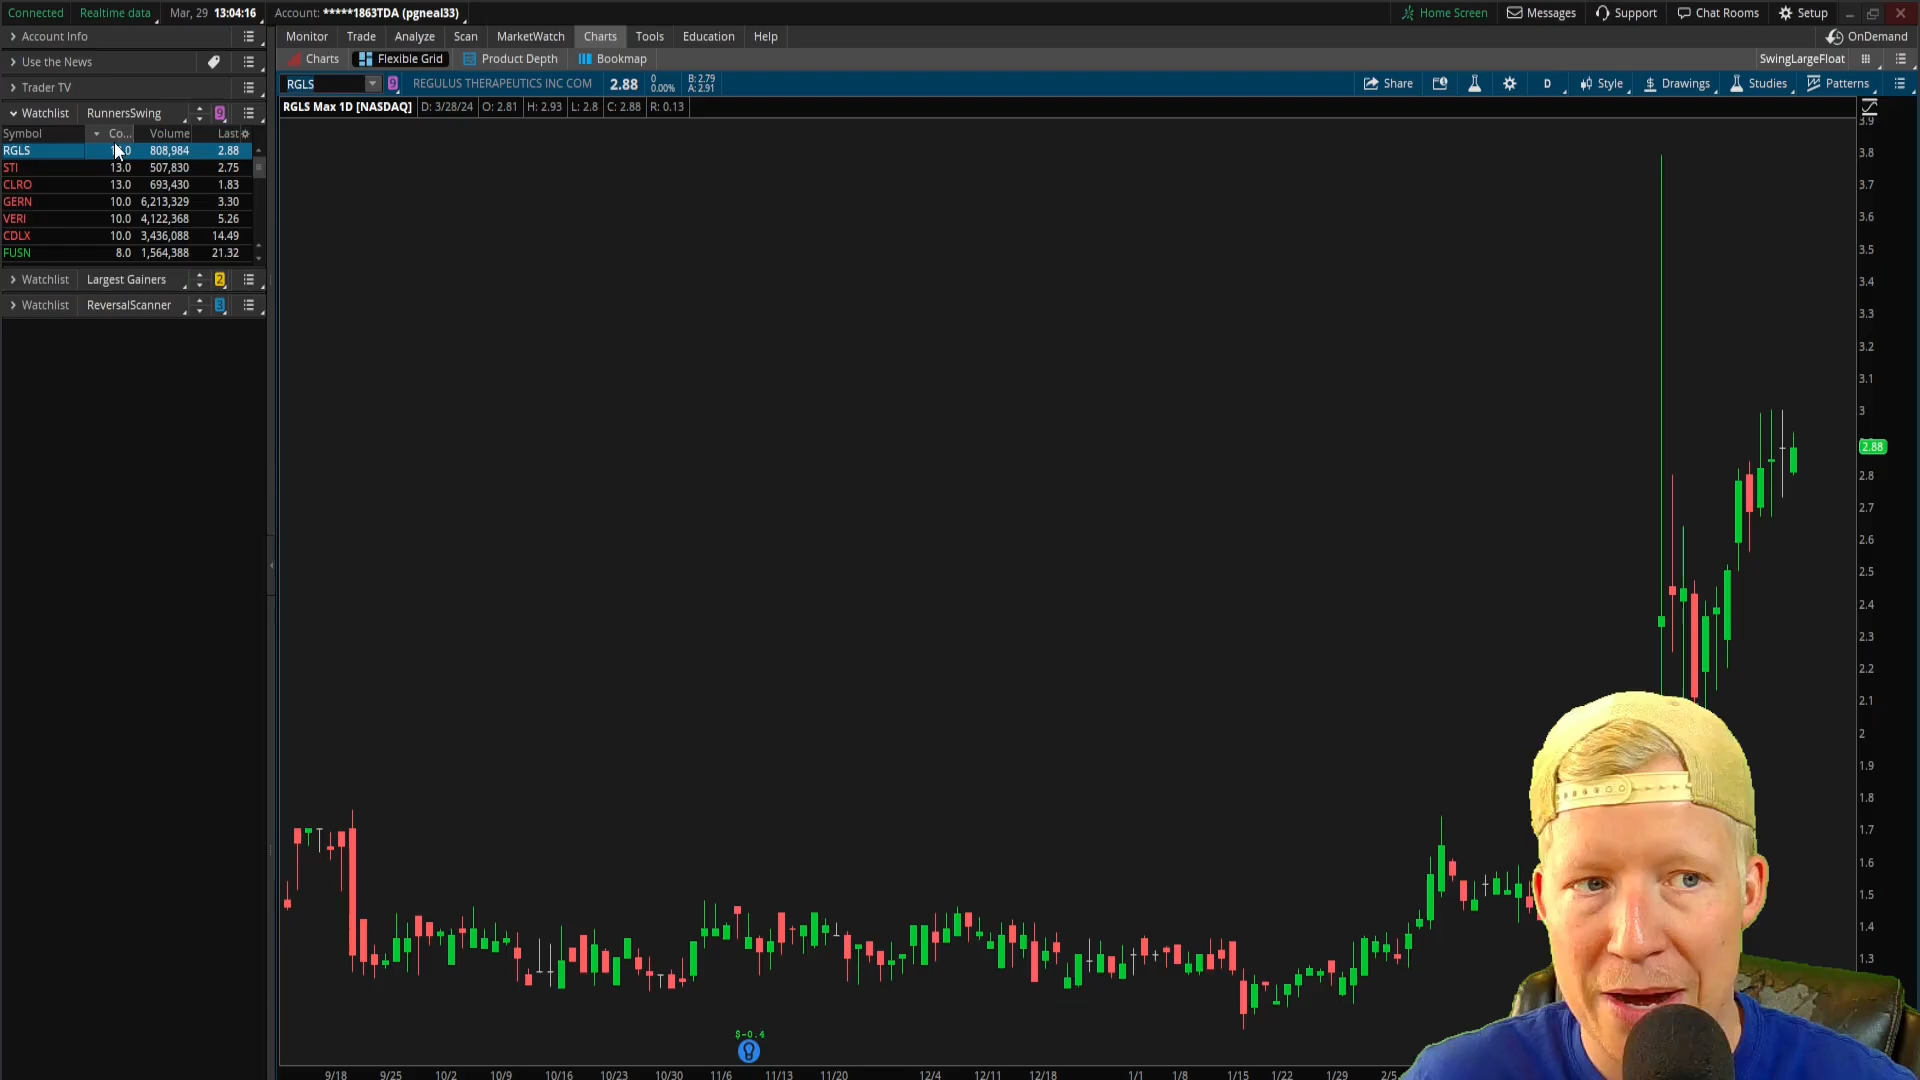 Connected Realtime data Mar, 29 13:04:16 Account: *****1863TDA (pgneal33) Home Screen Messages Support Chat Rooms Setup
Account Info
Monitor Trade Analyze Scan MarketWatch Charts Tools Education Help OnDemand
Use the News
Charts Flexible Grid Product Depth Bookmap SwingLargeFloat
Trader TV
RGLS 9 REGULUS THERAPEUTICS INC COM 2.88 0 0.00% B: 2.79 A: 2.91 Share D Style Drawings Studies Patterns
Watchlist RunnersSwing 9
RGLS Max 1D [NASDAQ] D: 3/28/24 O: 2.81 H: 2.93 L: 2.8 C: 2.88 R: 0.13
Symbol Co... Volume Last
RGLS 808,984 2.88
STI 13.0 507,830 2.75
CLRO 13.0 693,430 1.83
GERN 10.0 6,213,329 3.30
VERI 10.0 4,122,368 5.26
CDLX 10.0 3,436,088 14.49
FUSN 8.0 1,564,388 21.32
Watchlist Largest Gainers 2
Watchlist ReversalScanner 3
3.9
3.8
3.7
3.6
3.5
3.4
3.3
3.2
3.1
3
2.88
2.8
2.7
2.6
2.5
2.4
2.3
2.2
2.1
2
1.9
1.8
1.7
1.6
1.5
1.4
1.3
$-0.4
9/18 9/25 10/2 10/9 10/16 10/23 10/30 11/6 11/13 11/20 12/4 12/11 12/18 1/1 1/8 1/15 1/22 1/29 2/5